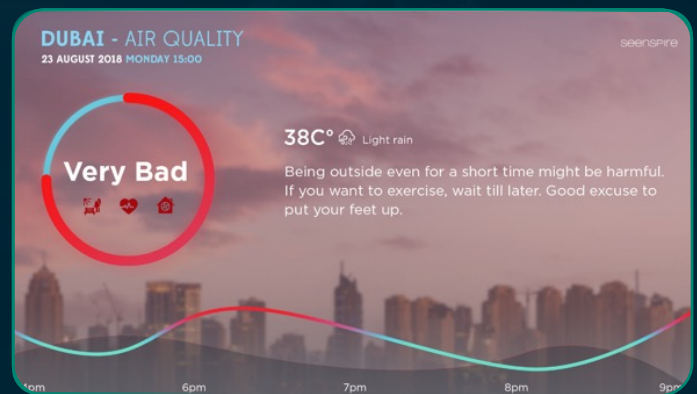 DUBAI - AIR QUALITY
23 AUGUST 2018 MONDAY 15:00
seenspire
Very Bad
38C° Light rain
Being outside even for a short time might be harmful.
If you want to exercise, wait till later. Good excuse to
put your feet up.
4pm 6pm 7pm 8pm 9pm